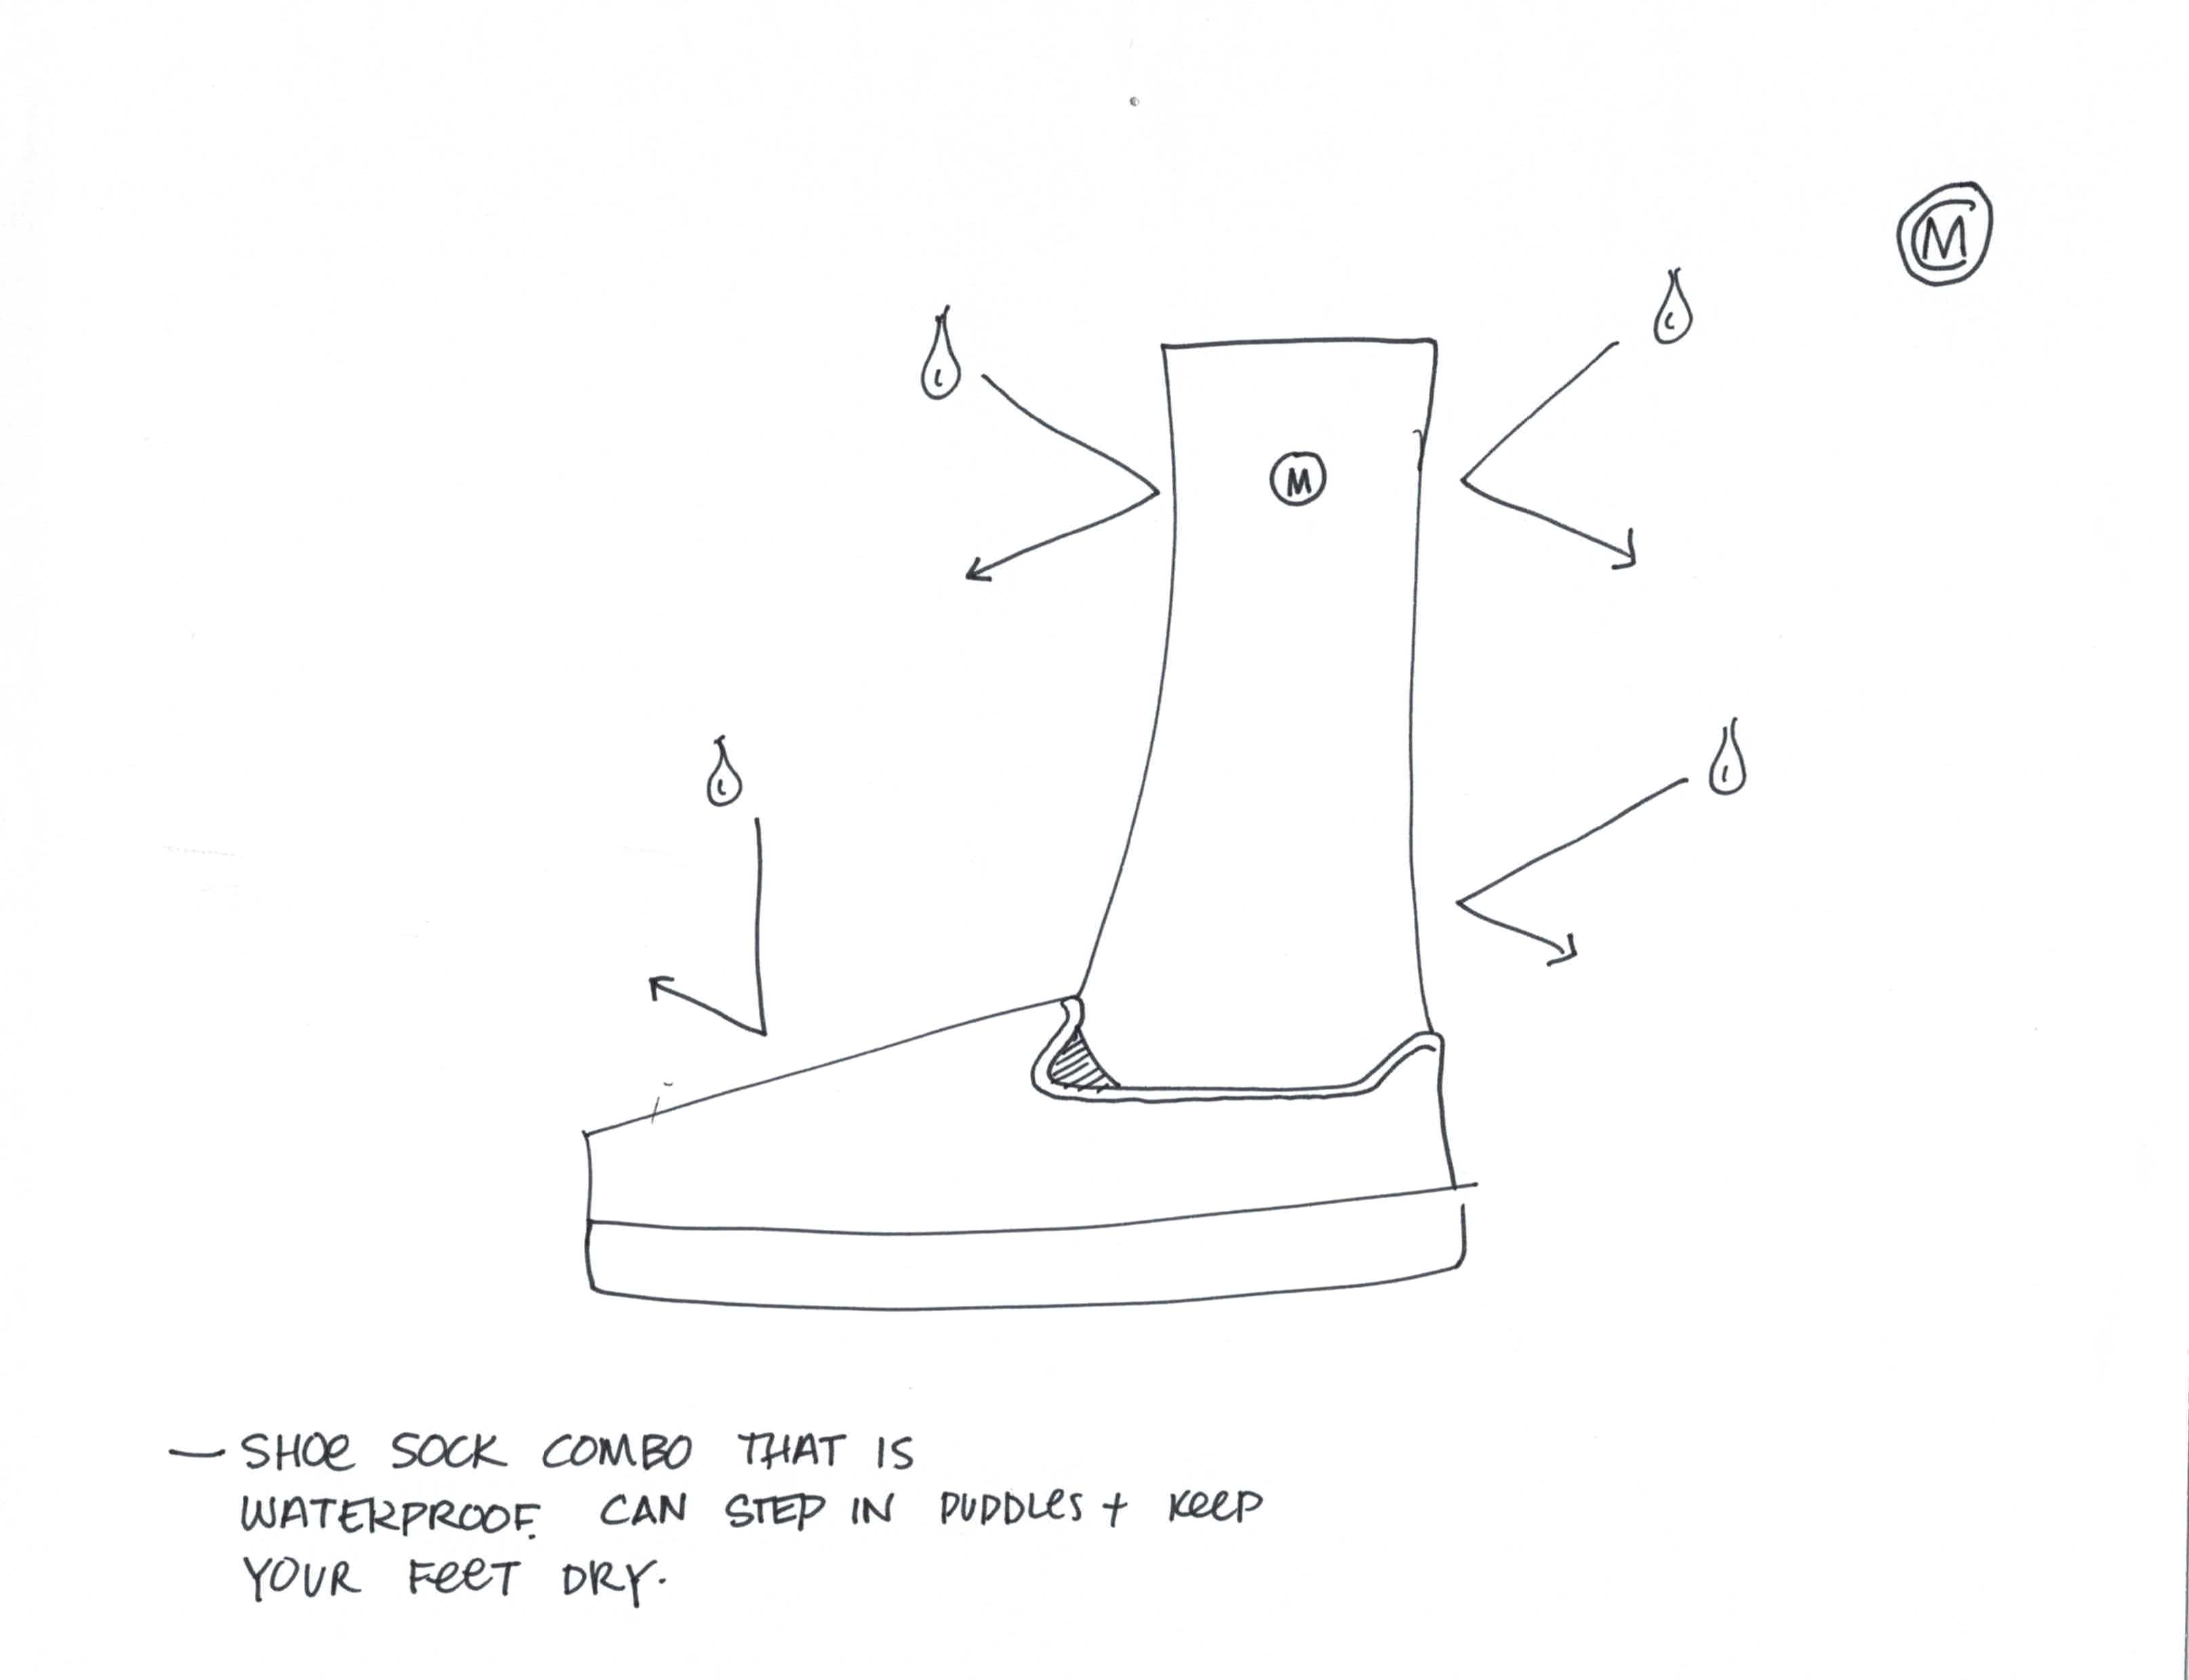 M
M
— SHOE SOCK COMBO THAT IS
WATERPROOF. CAN STEP IN PUDDLES + KEEP
YOUR FEET DRY.